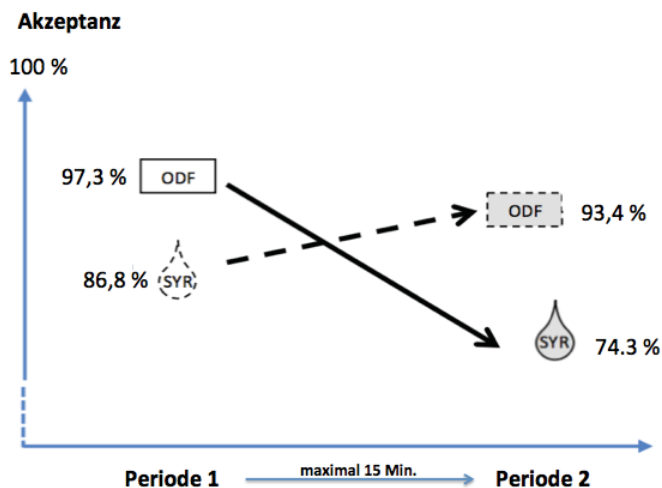 Akzeptanz
100 %
97,3 % ODF
ODF 93,4 %
86,8 % SYR
SYR 74.3 %
Periode 1 maximal 15 Min. Periode 2